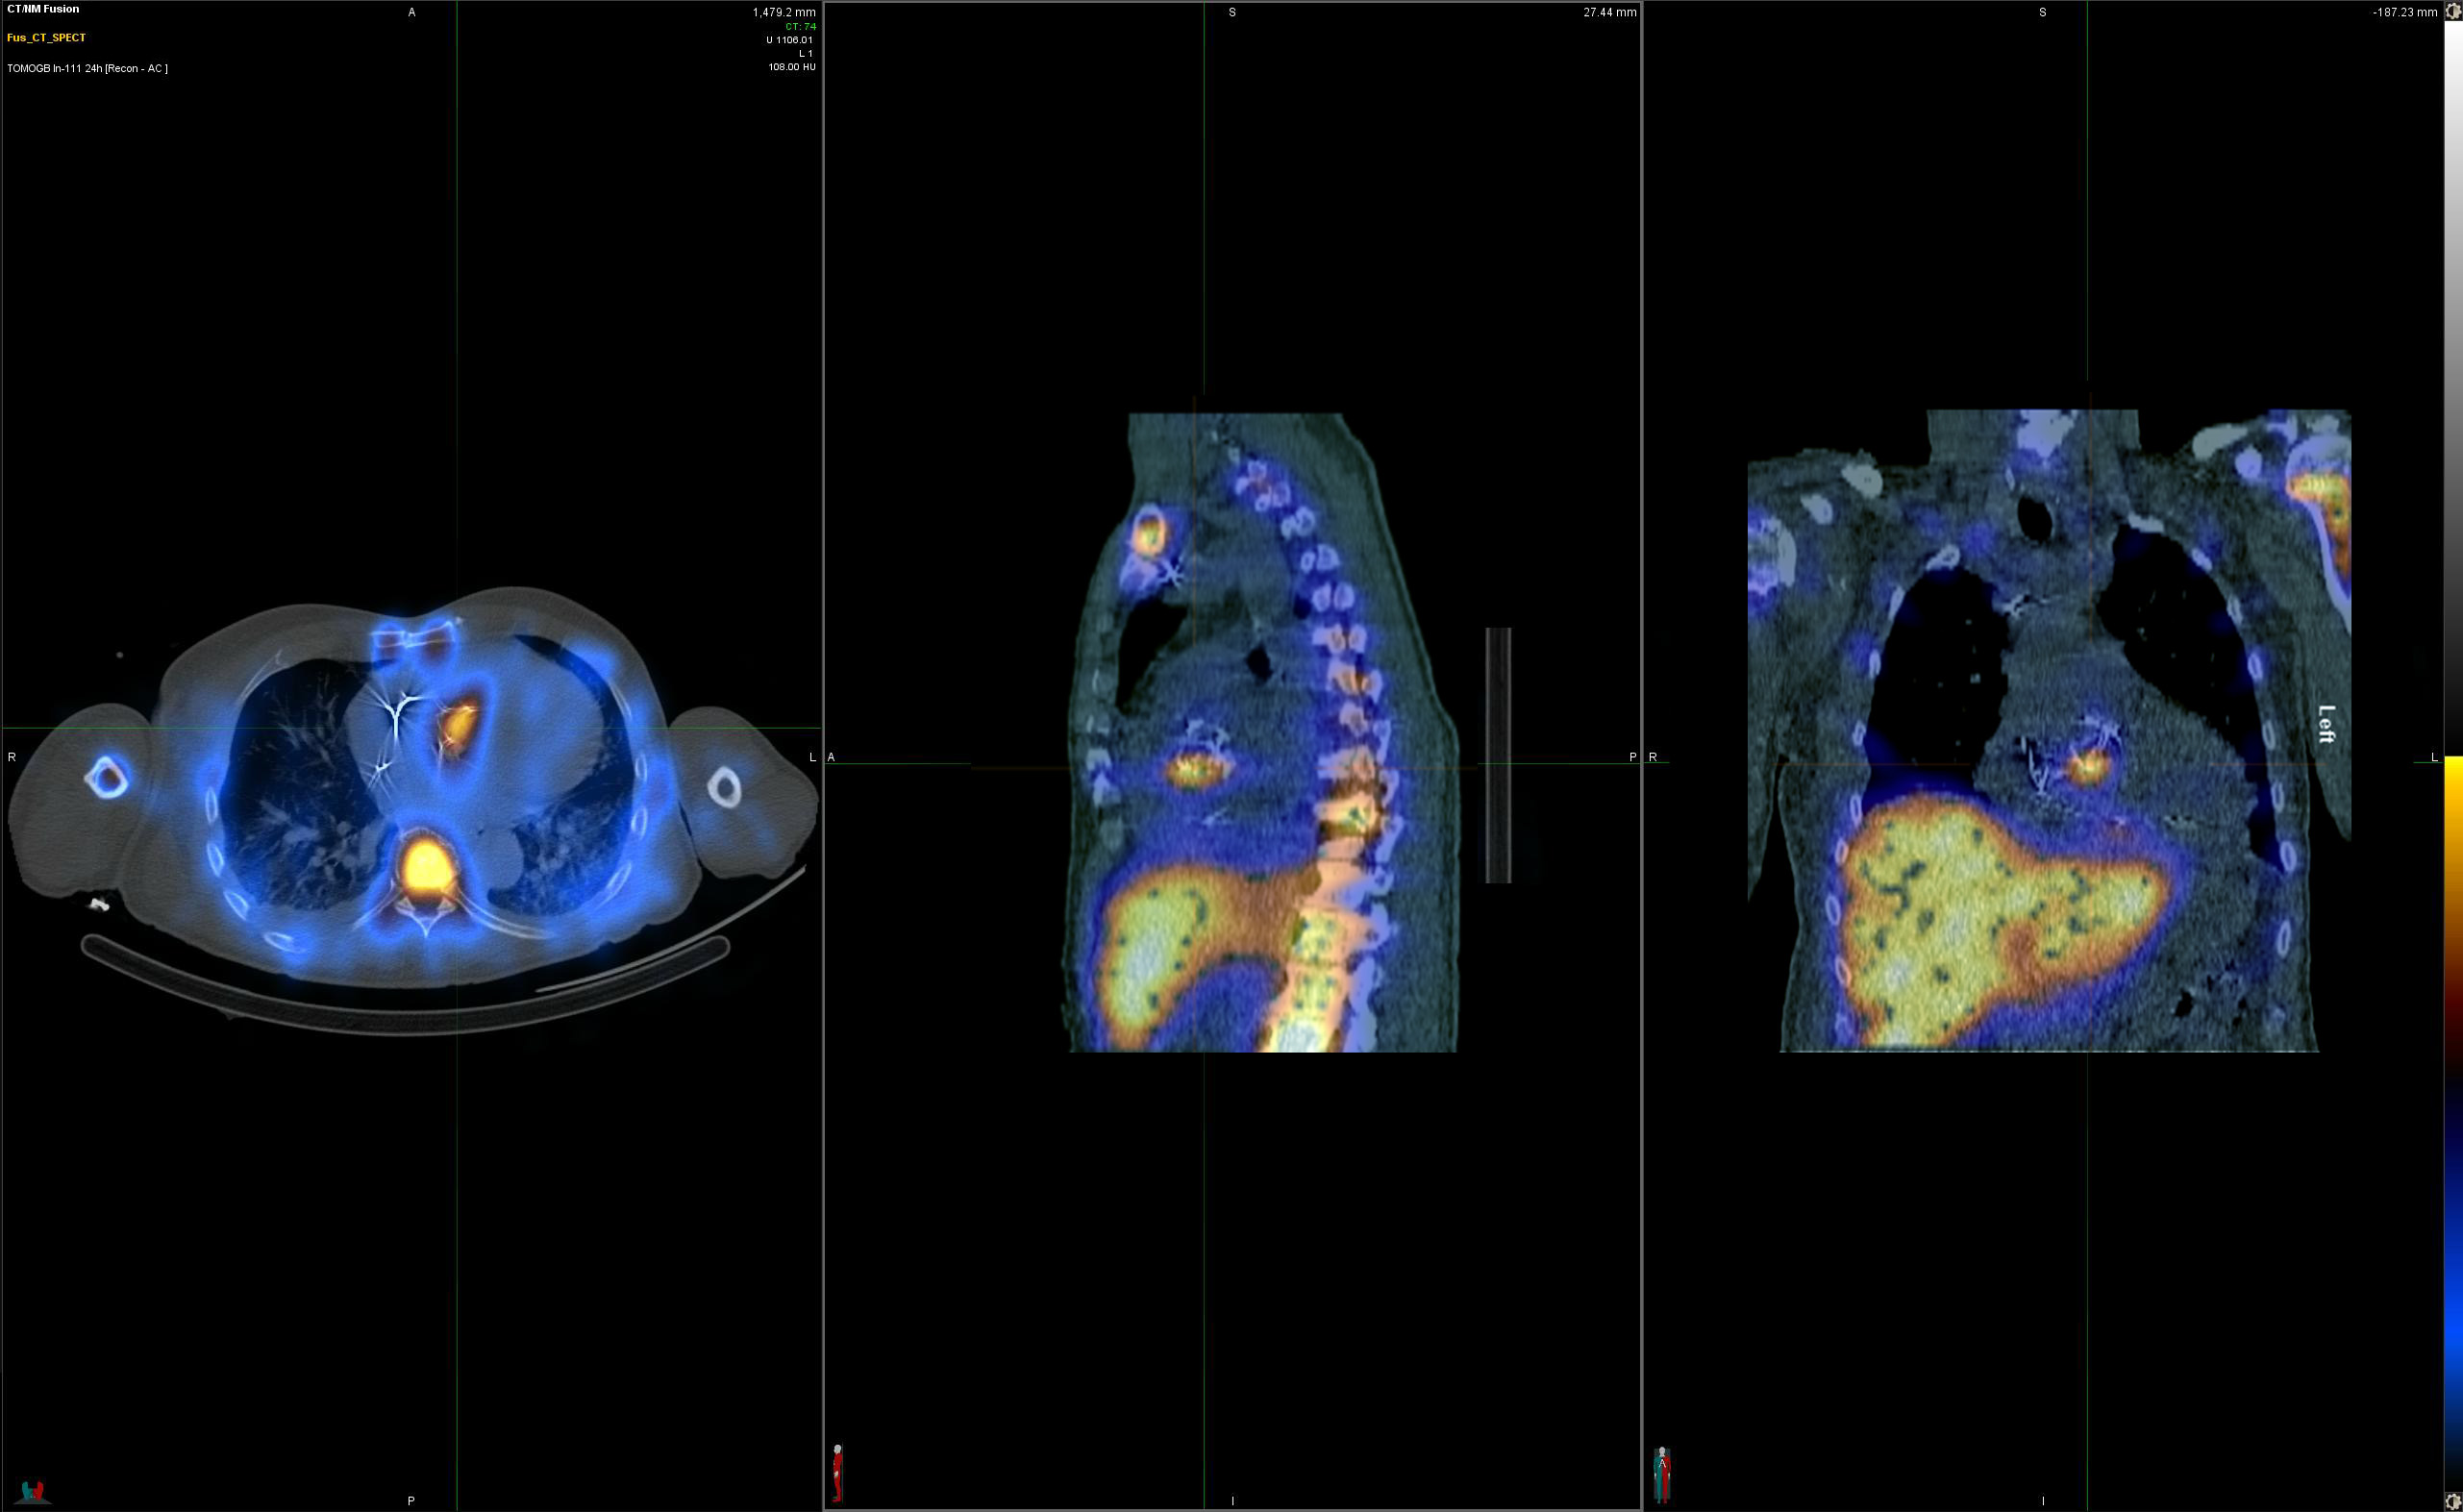 CT/NM Fusion
A
1,479.2 mm
CT: 74
Fus_CT_SPECT
U 1106.01
L 1
TOMOGB In-111 24h [Recon - AC ]
108.00 HU
R
L
P
S
27.44 mm
A
P
I
S
-187.23 mm
Left
R
L
A
I